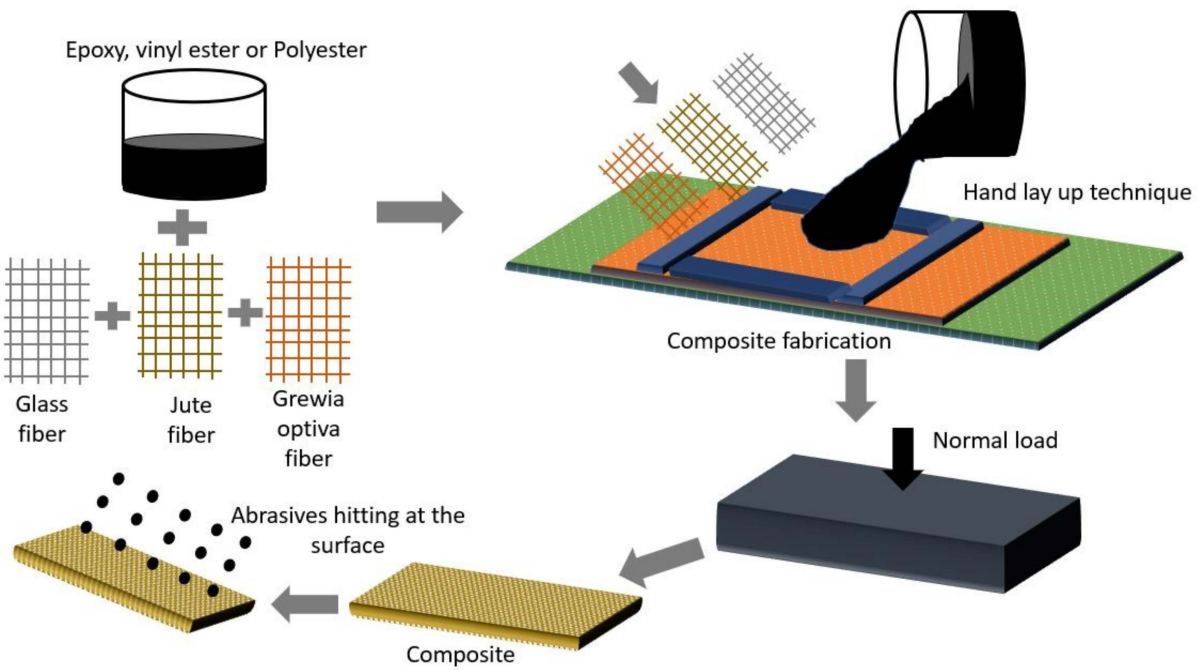 Epoxy, vinyl ester or Polyester
Hand lay up technique
Composite fabrication
Glass
fiber
Jute
fiber
Grewia
optiva
fiber
Normal load
Abrasives hitting at the
surface
Composite